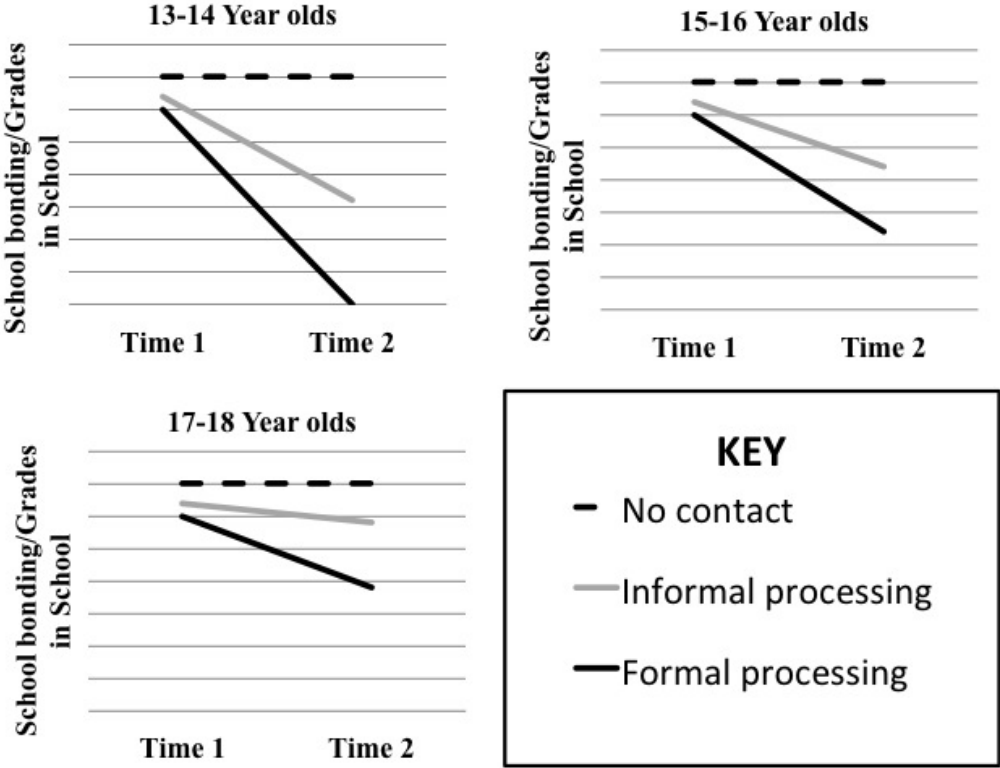 13-14 Year olds
School bonding/Grades
in School
Time 1 Time 2
15-16 Year olds
School bonding/Grades
in School
Time 1 Time 2
17-18 Year olds
School bonding/Grades
in School
Time 1 Time 2
KEY
No contact
Informal processing
Formal processing